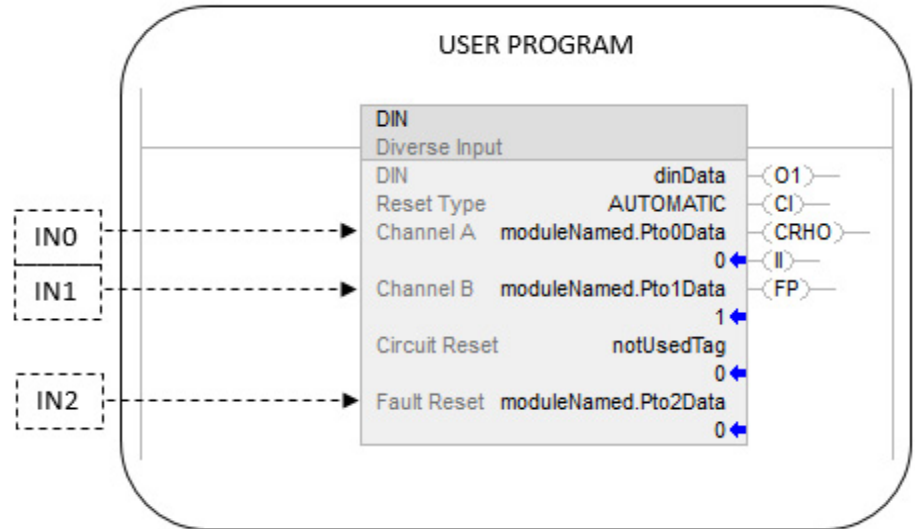 USER PROGRAM
DIN
Diverse Input
DIN dinData (O1)
Reset Type AUTOMATIC (CI)
IN0 Channel A moduleNamed.Pto0Data (CRHO)
0 (II)
IN1 Channel B moduleNamed.Pto1Data (FP)
1
Circuit Reset notUsedTag
0
IN2 Fault Reset moduleNamed.Pto2Data
0